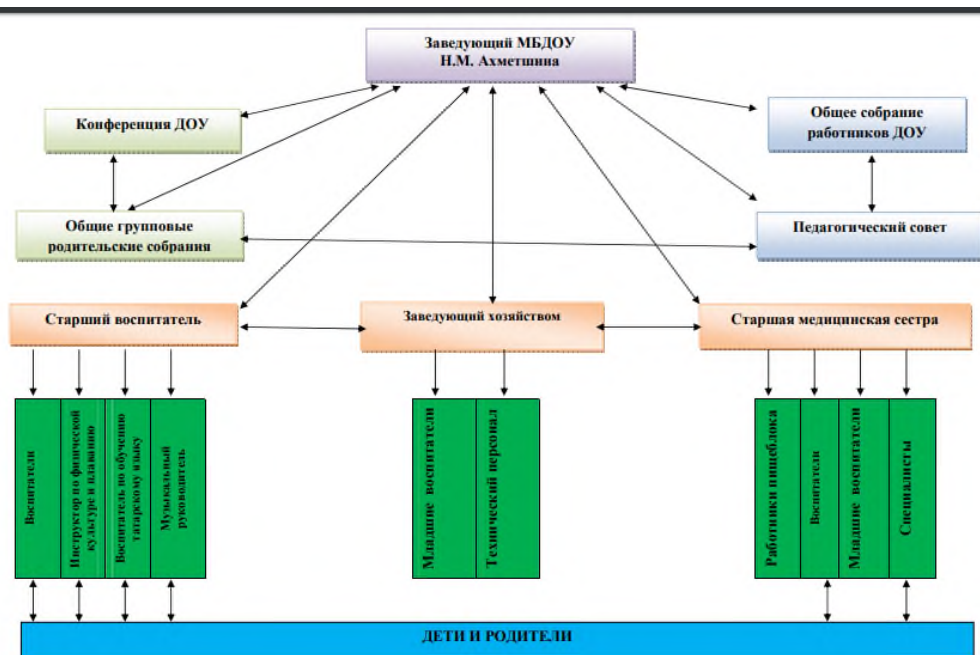 Заведующий МБДОУ
Н.М. Ахметшина
Конференция ДОУ
Общее собрание
работников ДОУ
Общие групповые
родительские собрания
Педагогический совет
Старший воспитатель
Заведующий хозяйством
Старшая медицинская сестра
Воспитатели
Инструктор по физической
культуре и плаванию
Воспитатель по обучению
татарскому языку
Музыкальный
руководитель
Младшие воспитатели
Технический персонал
Работники пищеблока
Воспитатели
Младшие воспитатели
Специалисты
ДЕТИ И РОДИТЕЛИ